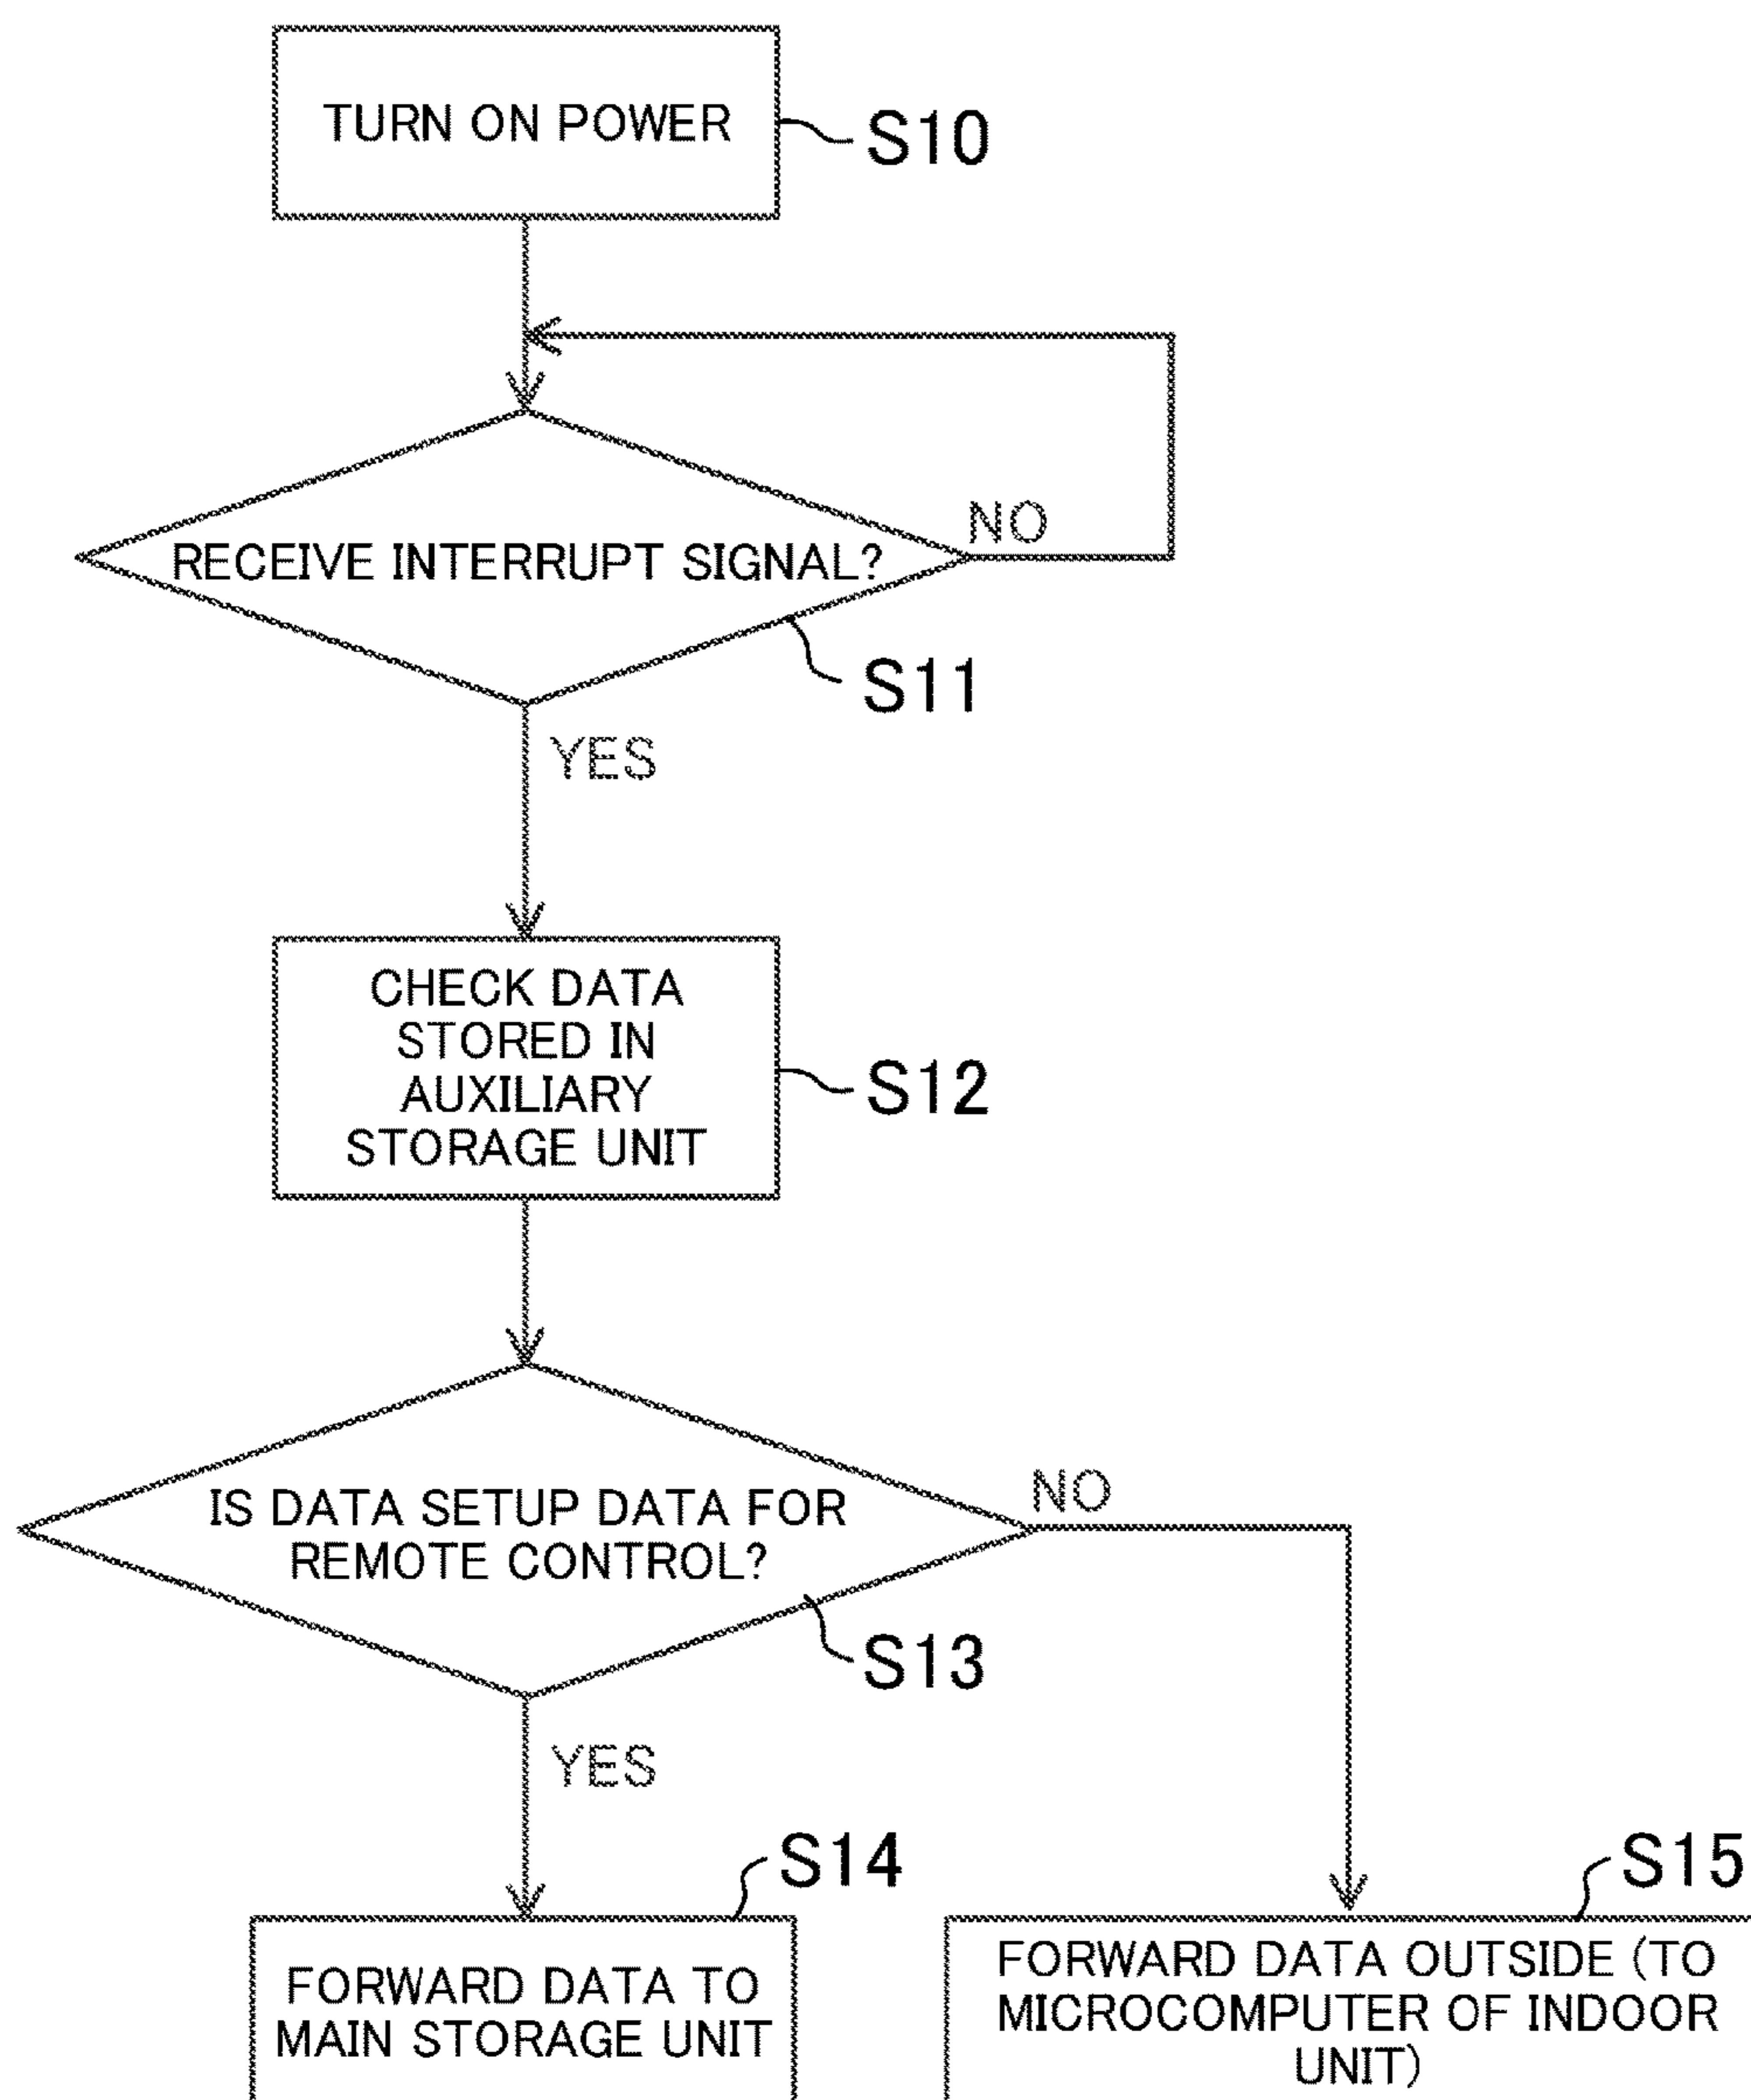 TURN ON POWER
S10
NO
RECEIVE INTERRUPT SIGNAL?
S11
YES
CHECK DATA
STORED IN
AUXILIARY
STORAGE UNIT
S12
NO
IS DATA SETUP DATA FOR
REMOTE CONTROL?
S13
YES
S14
S15
FORWARD DATA TO
MAIN STORAGE UNIT
FORWARD DATA OUTSIDE (TO
MICROCOMPUTER OF INDOOR
UNIT)